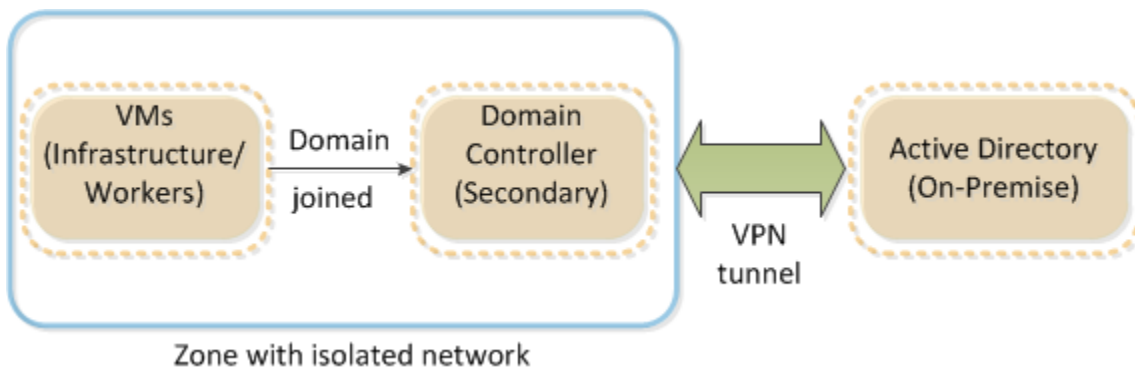 VMs
(Infrastructure/
Workers)
Domain
joined
Domain
Controller
(Secondary)
VPN
tunnel
Active Directory
(On-Premise)
Zone with isolated network